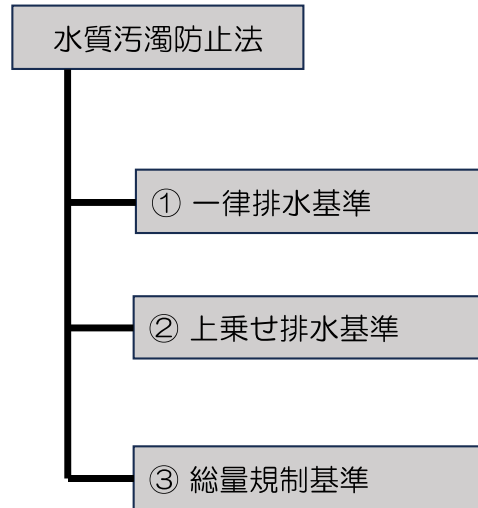 水質汚濁防止法
① 一律排水基準
② 上乗せ排水基準
③ 総量規制基準